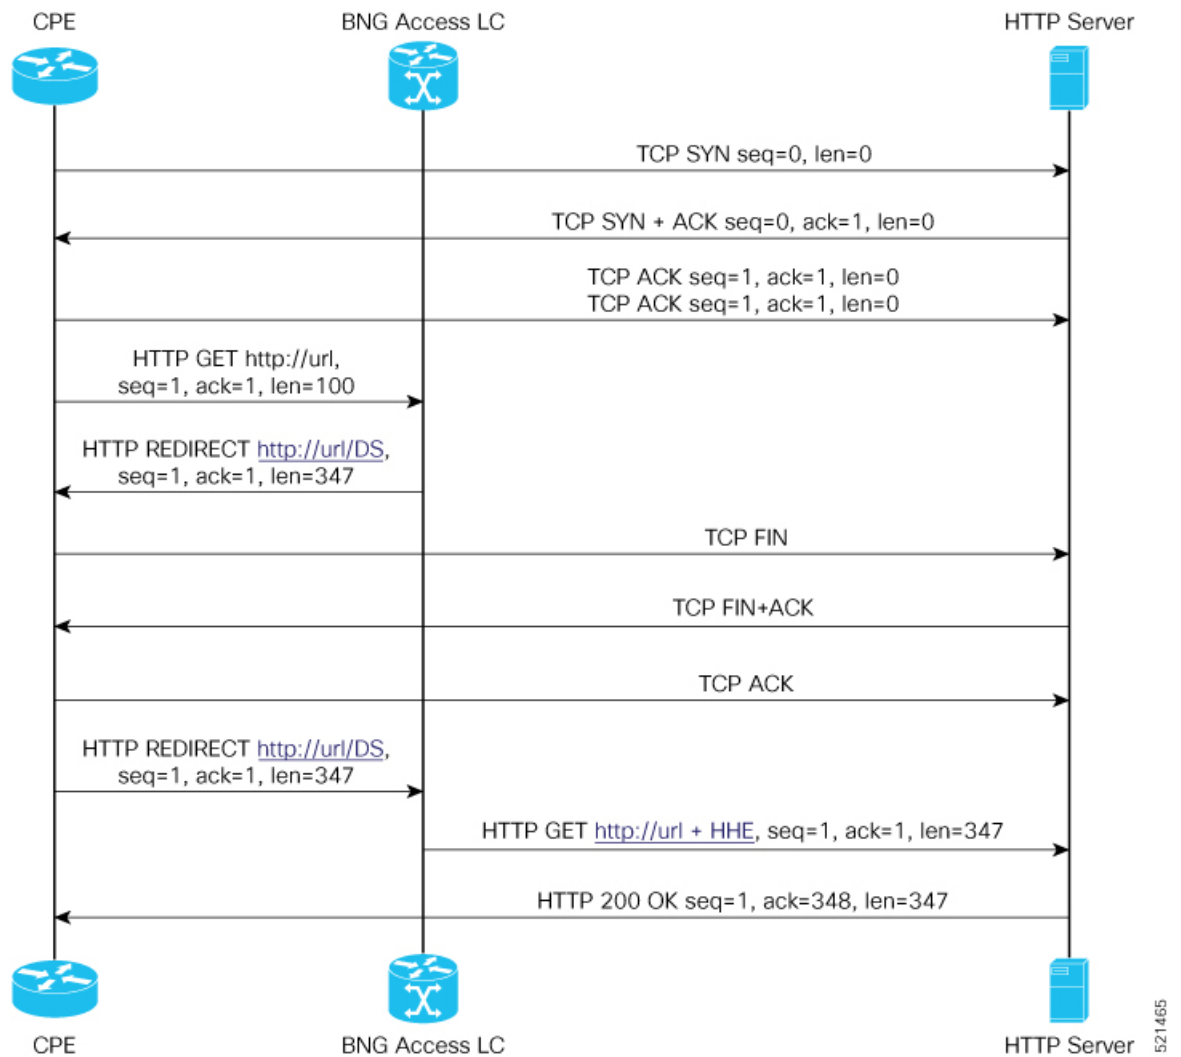 CPE
BNG Access LC
HTTP Server
TCP SYN seq=0, len=0
TCP SYN + ACK seq=0, ack=1, len=0
TCP ACK seq=1, ack=1, len=0
TCP ACK seq=1, ack=1, len=0
HTTP GET http://url,
seq=1, ack=1, len=100
HTTP REDIRECT http://url/DS,
seq=1, ack=1, len=347
TCP FIN
TCP FIN+ACK
TCP ACK
HTTP REDIRECT http://url/DS,
seq=1, ack=1, len=347
HTTP GET http://url + HHE, seq=1, ack=1, len=347
HTTP 200 OK seq=1, ack=348, len=347
CPE
BNG Access LC
HTTP Server
521465